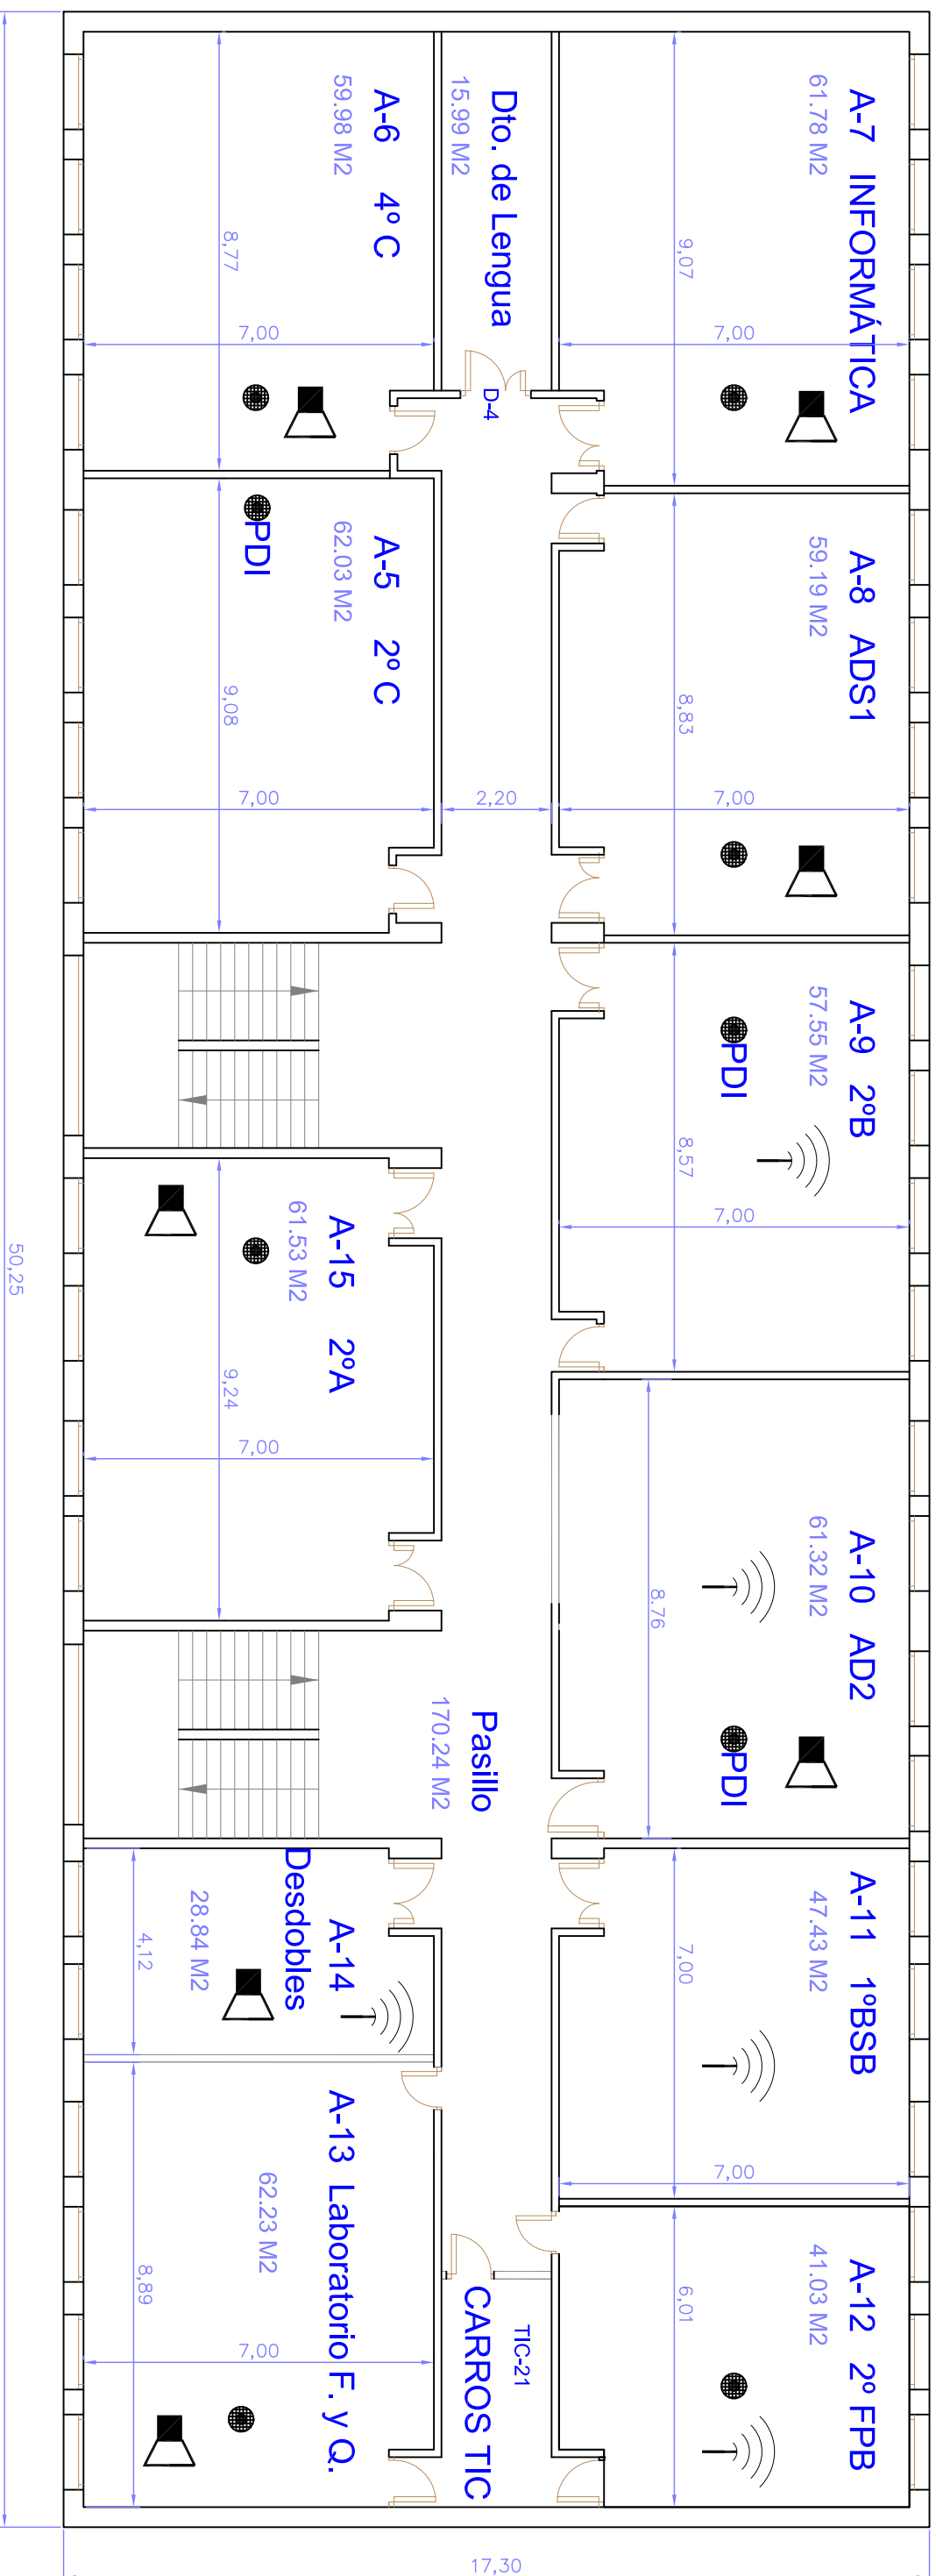 A-7 INFORMÁTICA
61.78 M2
9,07
7,00
A-8 ADS1
59.19 M2
8,83
7,00
A-9 2ºB
57.55 M2
PDI
8,57
7,00
A-10 AD2
61.32 M2
PDI
8.76
A-11 1ºBSB
47.43 M2
7,00
7,00
A-12 2º FPB
41.03 M2
6,01
Dto. de Lengua
15.99 M2
D-4
2,20
Pasillo
170.24 M2
TIC-21
CARROS TIC
A-6 4º C
59.98 M2
8,77
7,00
A-5 2º C
62.03 M2
PDI
9,08
7,00
A-15 2ºA
61.53 M2
9,24
7,00
A-14
Desdobles
28.84 M2
4,12
A-13 Laboratorio F. y Q.
62.23 M2
8,89
7,00
50,25
17,30